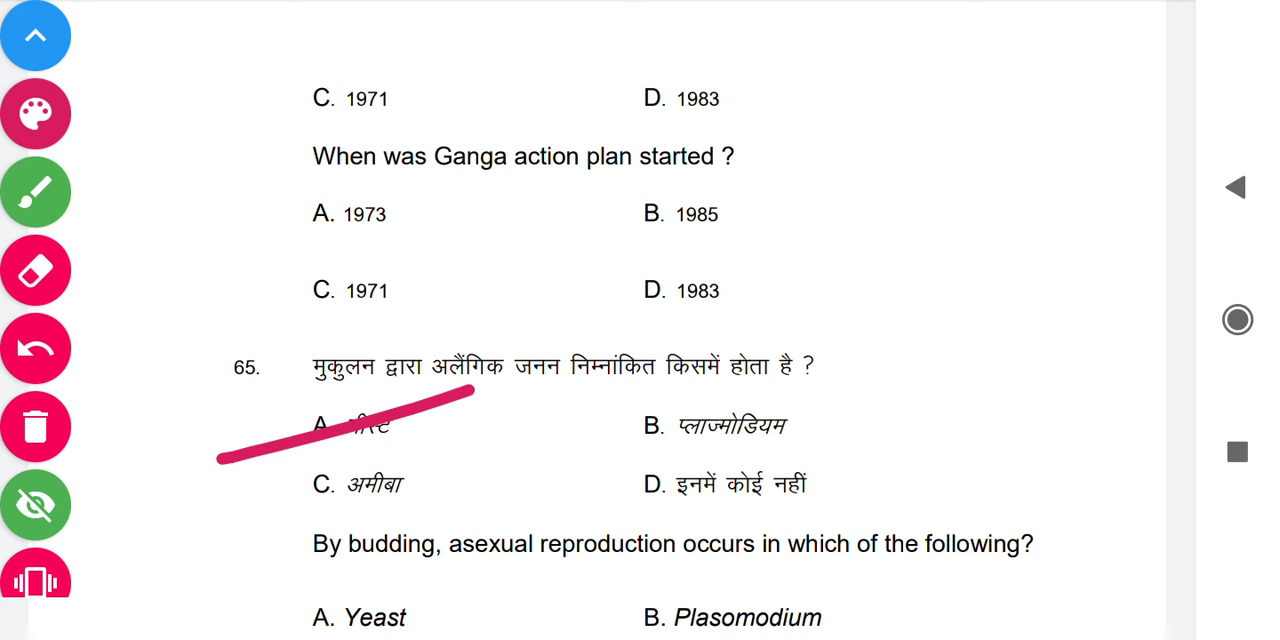 C. 1971 D. 1983
When was Ganga action plan started ?
A. 1973 B. 1985
C. 1971 D. 1983
65. मुकुलन द्वारा अलैंगिक जनन निम्नांकित किसमें होता है ?
A. यीस्ट B. प्लाज्मोडियम
C. अमीबा D. इनमें कोई नहीं
By budding, asexual reproduction occurs in which of the following?
A. Yeast B. Plasomodium